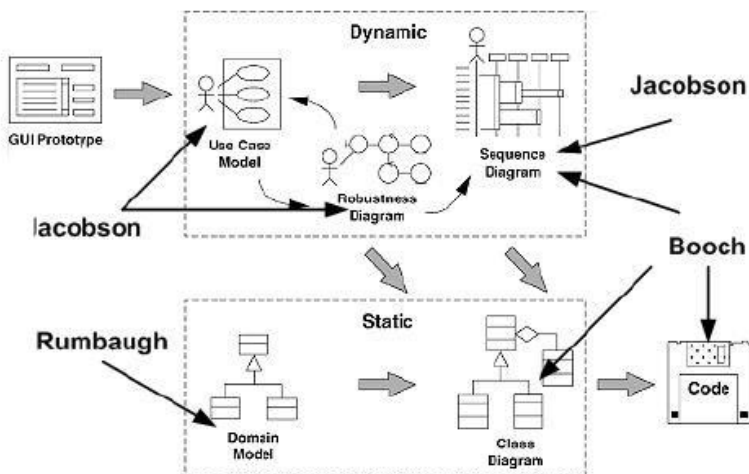 Dynamic
GUI Prototype
Use Case
Model
Robustness
Diagram
Sequence
Diagram
Jacobson
Jacobson
Booch
Rumbaugh
Static
Domain
Model
Class
Diagram
Code